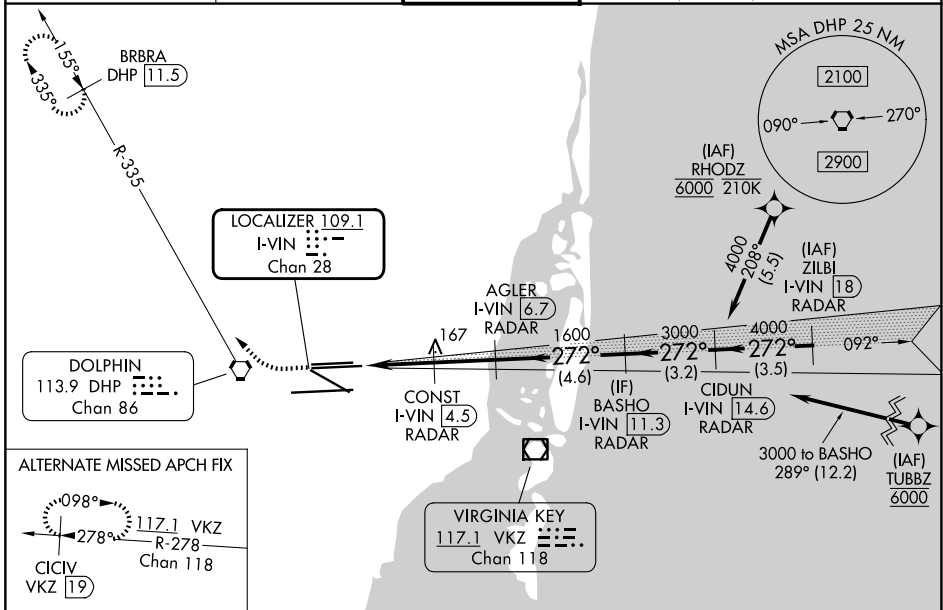 BRBRA
DHP 11.5
155°
335°
R-335
MSA DHP 25 NM
2100
090°
270°
2900
(IAF)
RHODZ
6000 210K
4000
208°
(5.5)
LOCALIZER 109.1
I-VIN
Chan 28
(IAF)
ZILBI
I-VIN 18
RADAR
AGLER
I-VIN 6.7
RADAR
167
1600
3000
4000
272°
272°
272°
092°
(4.6)
(3.2)
(3.5)
DOLPHIN
113.9 DHP
Chan 86
CONST
I-VIN 4.5
RADAR
(IF)
BASHO
I-VIN 11.3
RADAR
CIDUN
I-VIN 14.6
RADAR
3000 to BASHO
289° (12.2)
(IAF)
TUBBZ
6000
ALTERNATE MISSED APCH FIX
098°
278°
117.1 VKZ
R-278
Chan 118
CICIV
VKZ 19
VIRGINIA KEY
117.1 VKZ
Chan 118